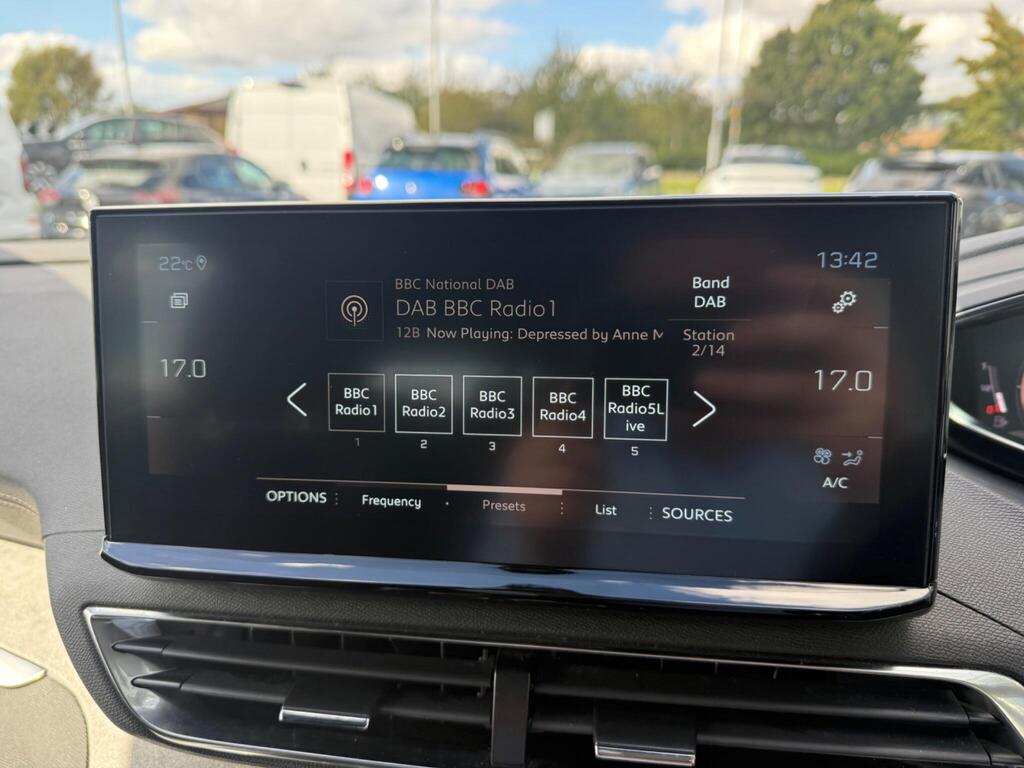 22°C
13:42
BBC National DAB
DAB BBC Radio1
12B Now Playing: Depressed by Anne M
Band
DAB
Station
2/14
17.0
17.0
BBC
Radio1
1
BBC
Radio2
2
BBC
Radio3
3
BBC
Radio4
4
BBC
Radio5L
ive
5
A/C
OPTIONS
Frequency
Presets
List
SOURCES